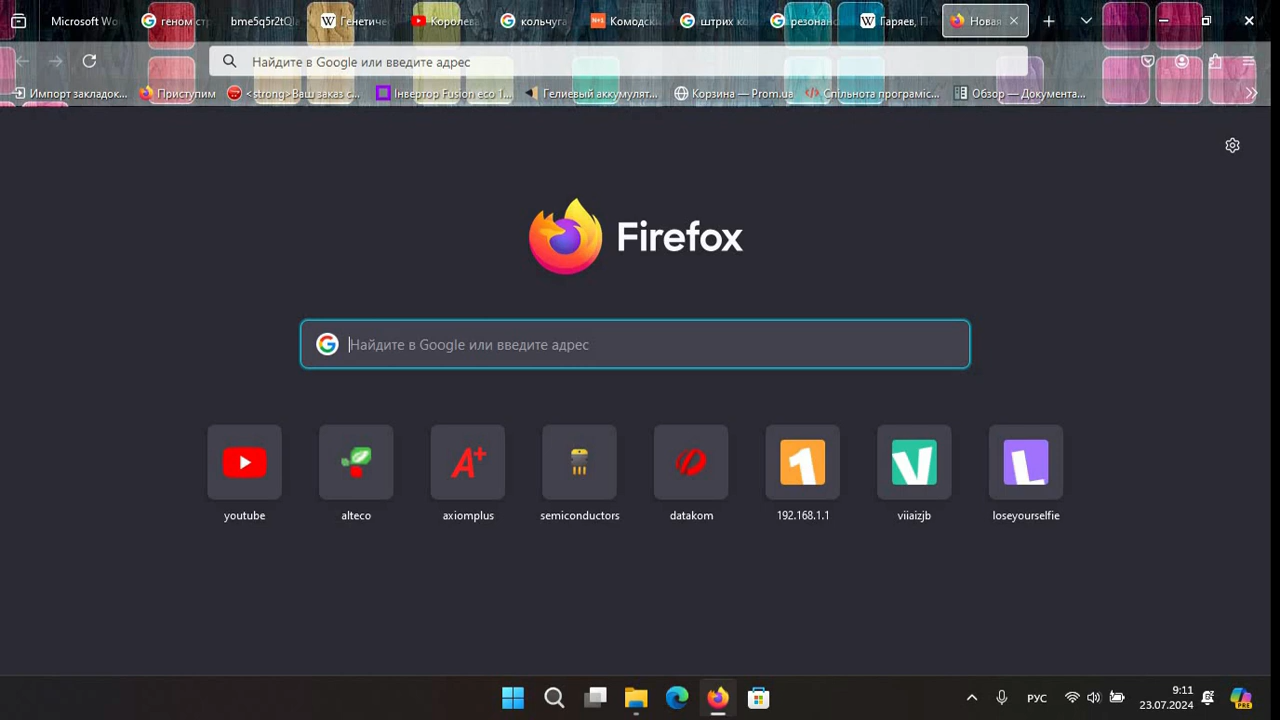 Microsoft Wo
геном стр
bme5q5r2tQ
Генетичес
Королева
кольчуга
Комодски
штрих ко
резонанс
Гаряев, П
Новая
Найдите в Google или введите адрес
Импорт закладок...
Приступим
<strong>Ваш заказ с...
Інвертор Fusion eco 1...
Гелиевый аккумулят...
Корзина — Prom.ua
Спільнота програміс...
Обзор — Документа...
Firefox
Найдите в Google или введите адрес
youtube
alteco
axiomplus
semiconductors
datakom
192.168.1.1
viiaizjb
loseyourselfie
РУС
9:11
23.07.2024
PRE